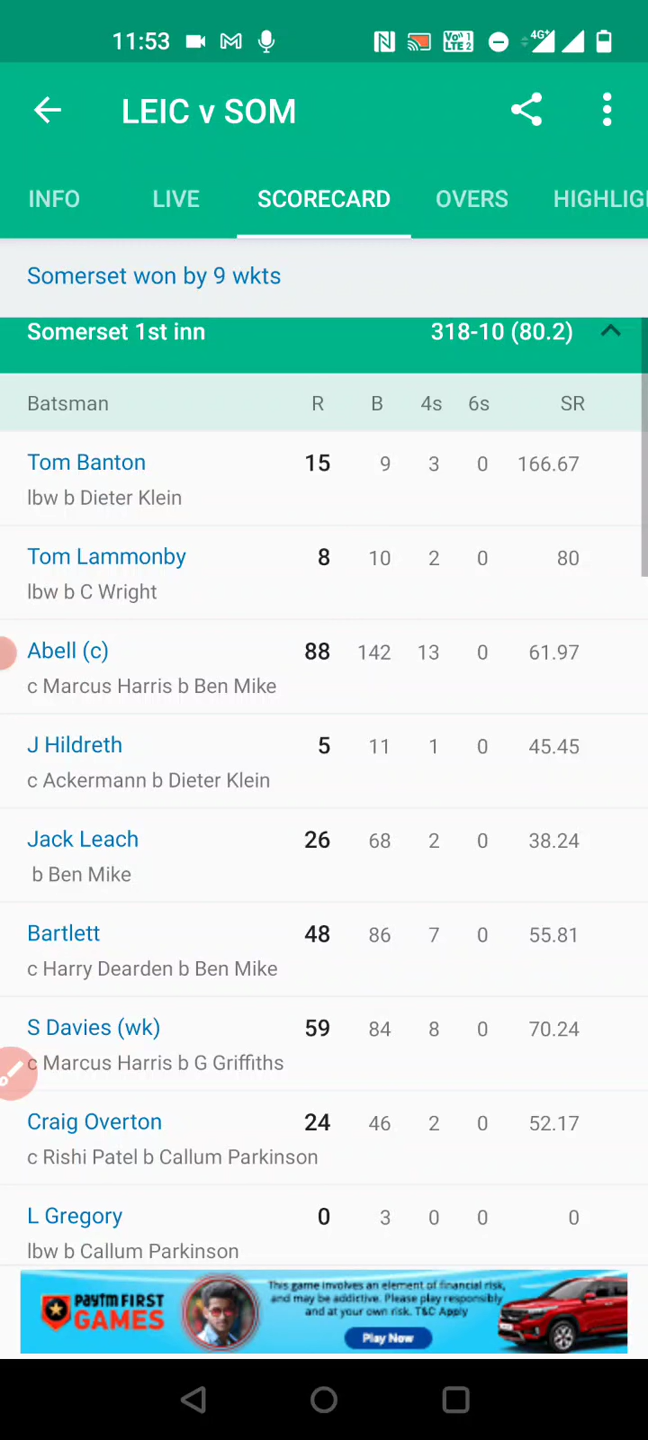 11:53 Vo)) 1 LTE 2 4G+
LEIC v SOM
INFO LIVE SCORECARD OVERS HIGHLIG
Somerset won by 9 wkts
Somerset 1st inn 318-10 (80.2)
Batsman R B 4s 6s SR
Tom Banton 15 9 3 0 166.67
lbw b Dieter Klein
Tom Lammonby 8 10 2 0 80
lbw b C Wright
Abell (c) 88 142 13 0 61.97
c Marcus Harris b Ben Mike
J Hildreth 5 11 1 0 45.45
c Ackermann b Dieter Klein
Jack Leach 26 68 2 0 38.24
b Ben Mike
Bartlett 48 86 7 0 55.81
c Harry Dearden b Ben Mike
S Davies (wk) 59 84 8 0 70.24
c Marcus Harris b G Griffiths
Craig Overton 24 46 2 0 52.17
c Rishi Patel b Callum Parkinson
L Gregory 0 3 0 0 0
lbw b Callum Parkinson
PAYTM FIRST GAMES
This game involves an element of financial risk,
and may be addictive. Please play responsibly
and at your own risk. T&C Apply
Play Now